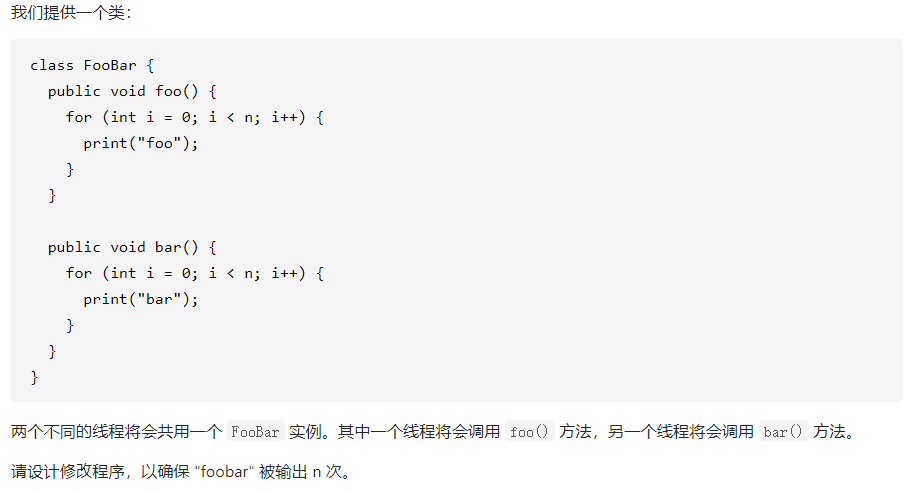 我们提供一个类：
class FooBar {
  public void foo() {
    for (int i = 0; i < n; i++) {
      print("foo");
    }
  }

  public void bar() {
    for (int i = 0; i < n; i++) {
      print("bar");
    }
  }
}
两个不同的线程将会共用一个 FooBar 实例。其中一个线程将会调用 foo() 方法，另一个线程将会调用 bar() 方法。
请设计修改程序，以确保 "foobar" 被输出 n 次。